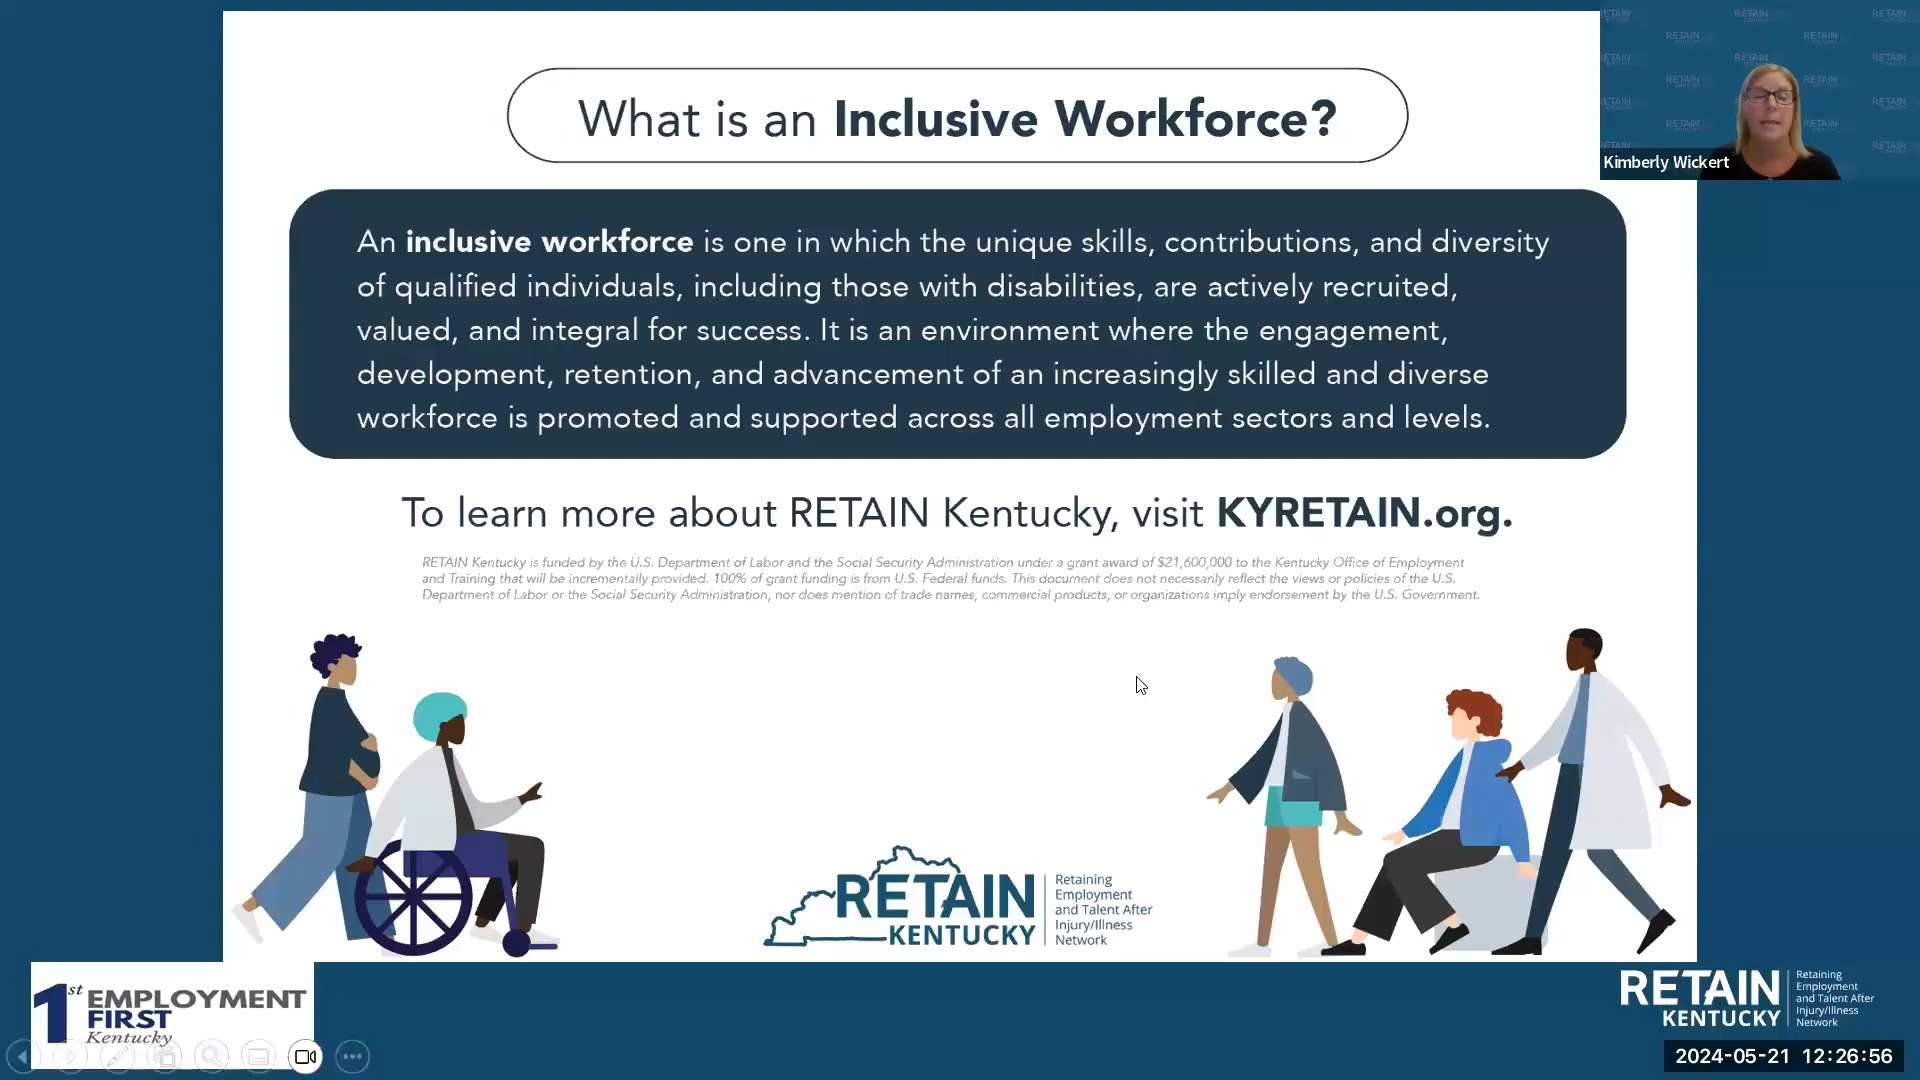 What is an Inclusive Workforce?
Kimberly Wickert
An inclusive workforce is one in which the unique skills, contributions, and diversity
of qualified individuals, including those with disabilities, are actively recruited,
valued, and integral for success. It is an environment where the engagement,
development, retention, and advancement of an increasingly skilled and diverse
workforce is promoted and supported across all employment sectors and levels.
To learn more about RETAIN Kentucky, visit KYRETAIN.org.
RETAIN Kentucky is funded by the U.S. Department of Labor and the Social Security Administration under a grant award of $21,600,000 to the Kentucky Office of Employment
and Training that will be incrementally provided. 100% of grant funding is from U.S. Federal funds. This document does not necessarily reflect the views or policies of the U.S.
Department of Labor or the Social Security Administration, nor does mention of trade names, commercial products, or organizations imply endorsement by the U.S. Government.
RETAIN
KENTUCKY
Retaining
Employment
and Talent After
Injury/Illness
Network
1st EMPLOYMENT
FIRST
Kentucky
RETAIN
KENTUCKY
Retaining
Employment
and Talent After
Injury/Illness
Network
2024-05-21 12:26:56